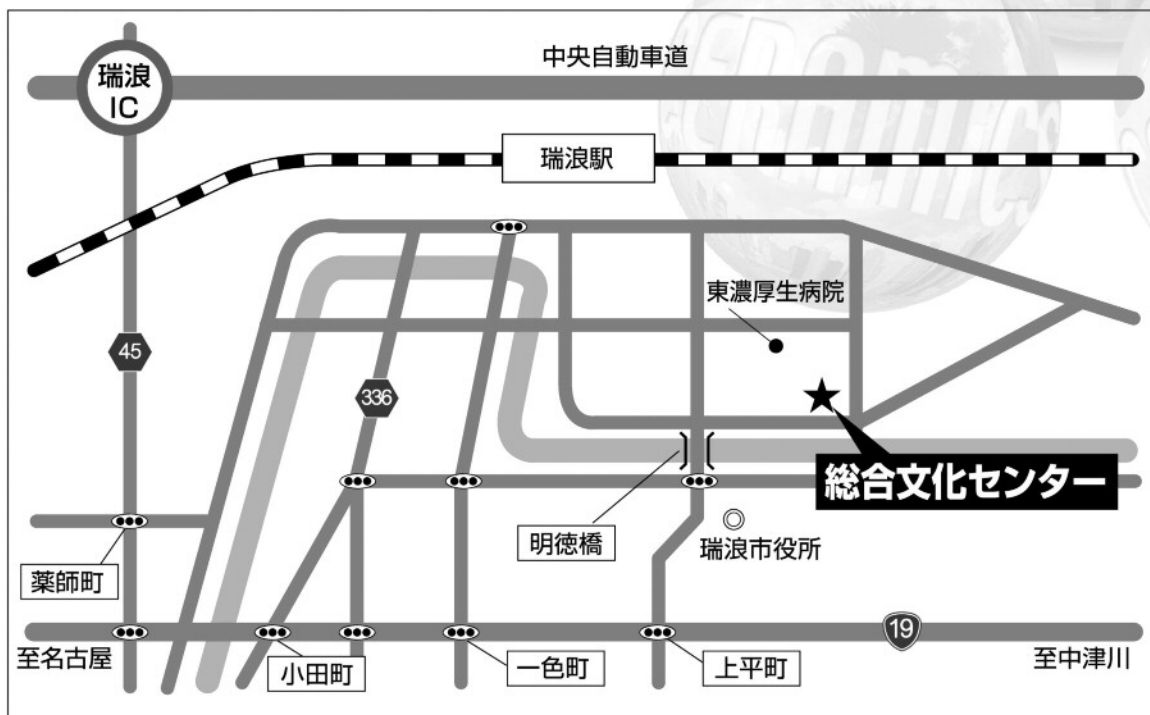 中央自動車道
瑞浪
IC
瑞浪駅
東濃厚生病院
45
336
総合文化センター
明徳橋
瑞浪市役所
薬師町
19
至名古屋
小田町
一色町
上平町
至中津川